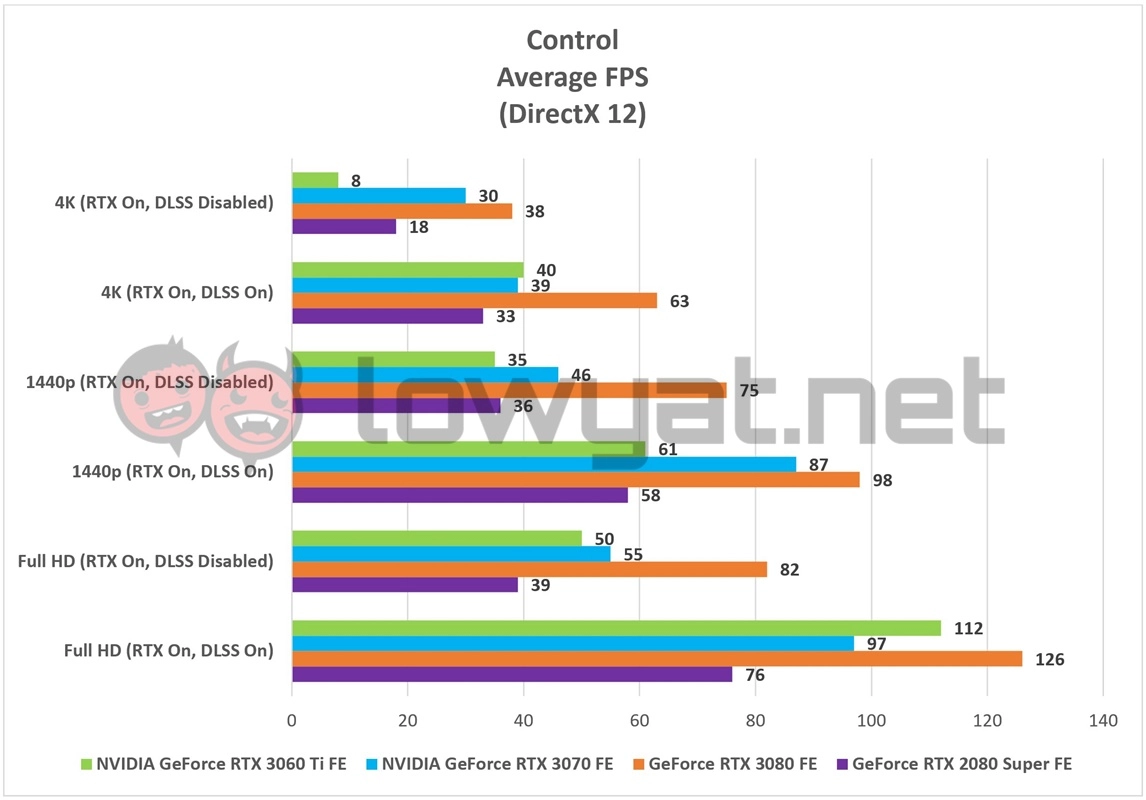 Control
Average FPS
(DirectX 12)
4K (RTX On, DLSS Disabled)
8
30
38
18
4K (RTX On, DLSS On)
40
39
63
33
1440p (RTX On, DLSS Disabled)
35
46
75
36
lowyat.net
1440p (RTX On, DLSS On)
61
87
98
58
Full HD (RTX On, DLSS Disabled)
50
55
82
39
Full HD (RTX On, DLSS On)
112
97
126
76
0 20 40 60 80 100 120 140
NVIDIA GeForce RTX 3060 Ti FE NVIDIA GeForce RTX 3070 FE GeForce RTX 3080 FE GeForce RTX 2080 Super FE